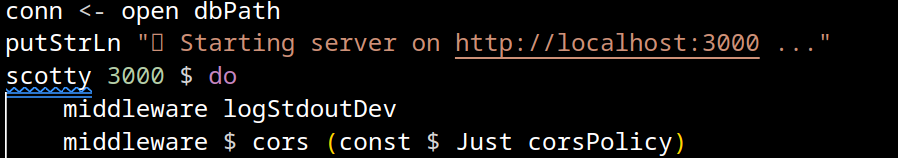 conn <- open dbPath
putStrLn "▯ Starting server on http://localhost:3000 ..."
scotty 3000 $ do
    middleware logStdoutDev
    middleware $ cors (const $ Just corsPolicy)